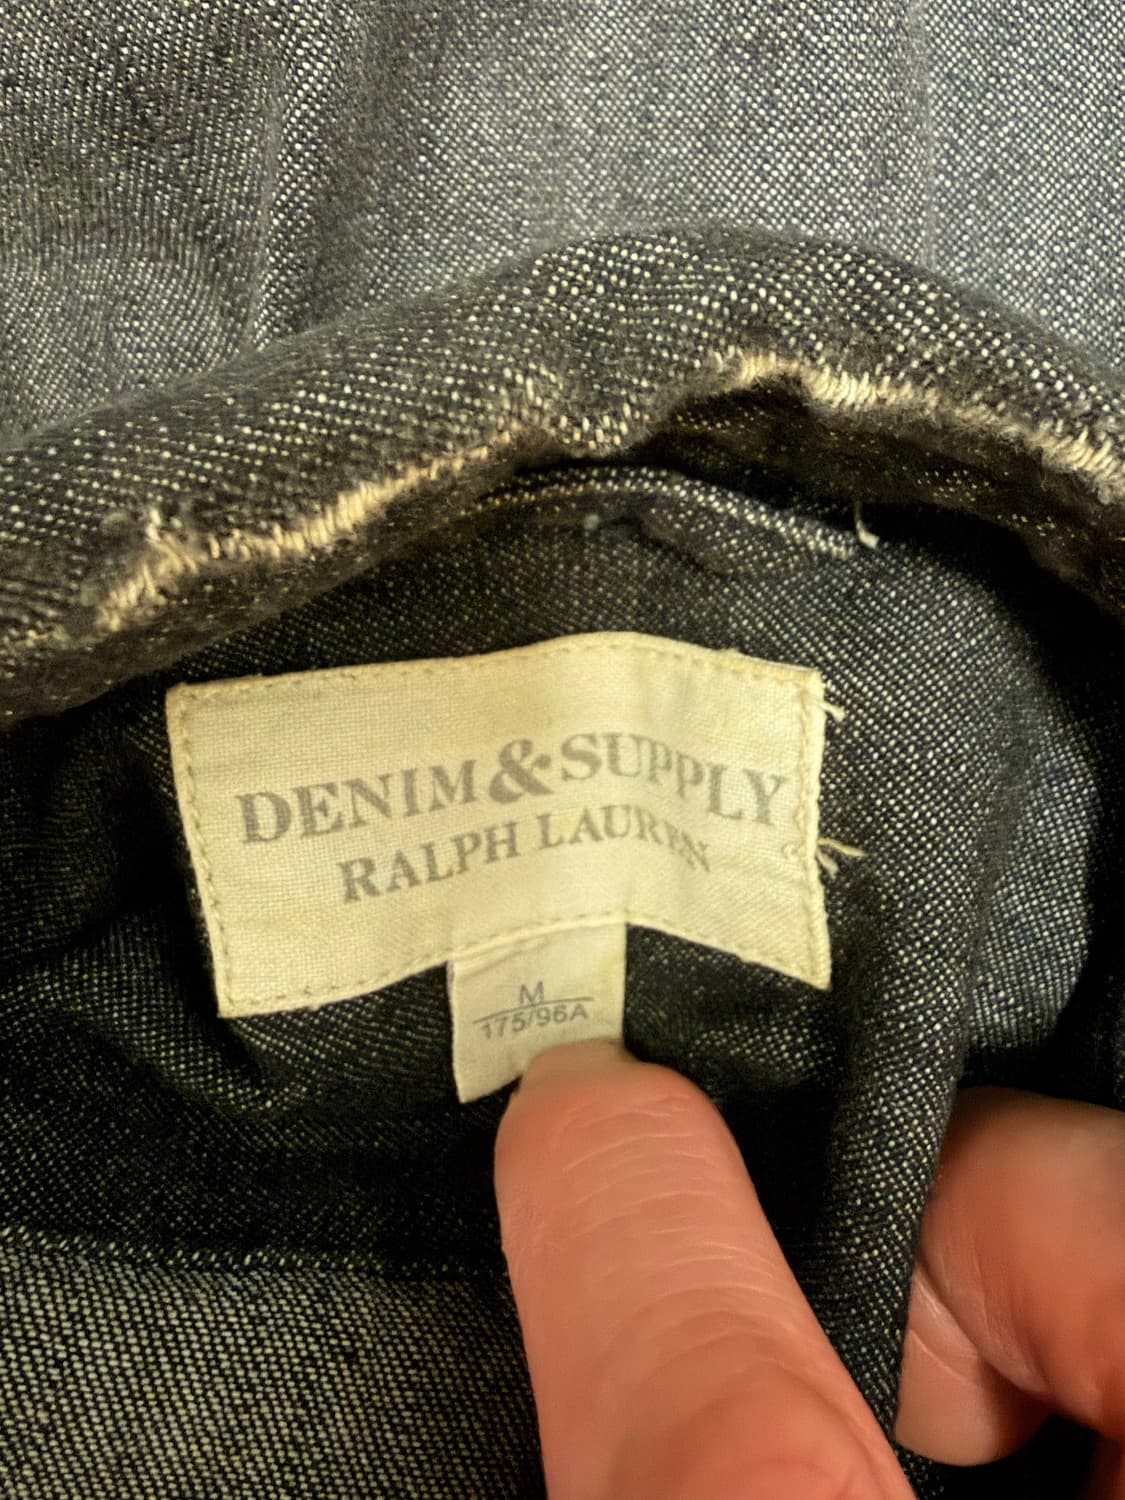 DENIM&SUPPLY
RALPH LAUREN
M
175/96A